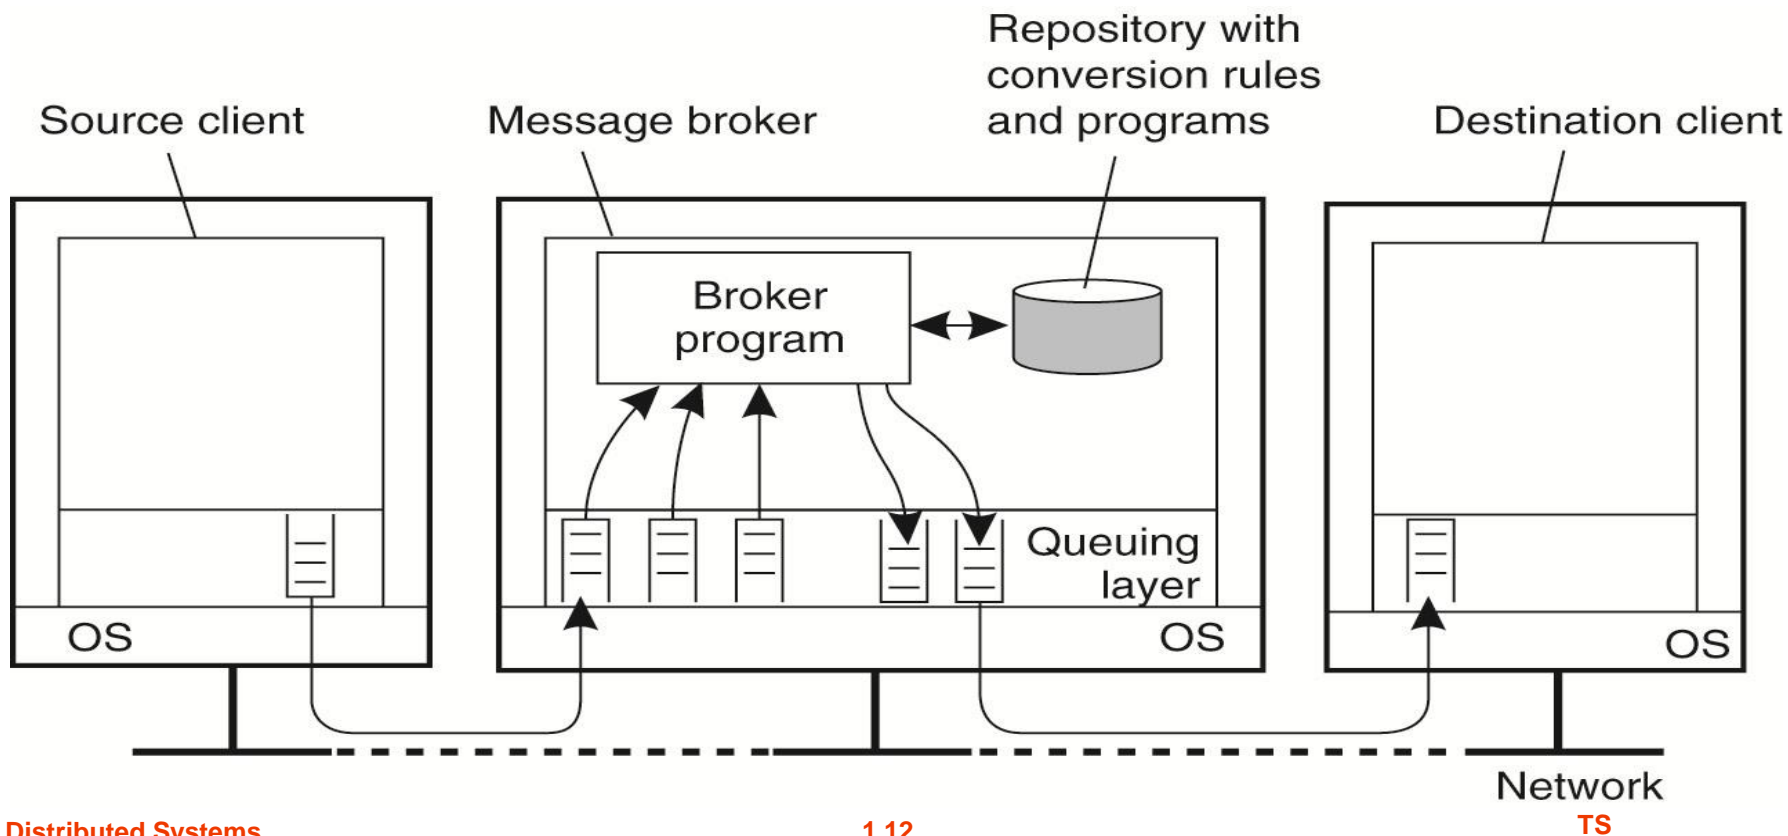 Repository with
conversion rules
and programs
Source client
Message broker
Destination client
Broker
program
Queuing
layer
OS
OS
OS
Network
Distributed Systems
1.12
TS